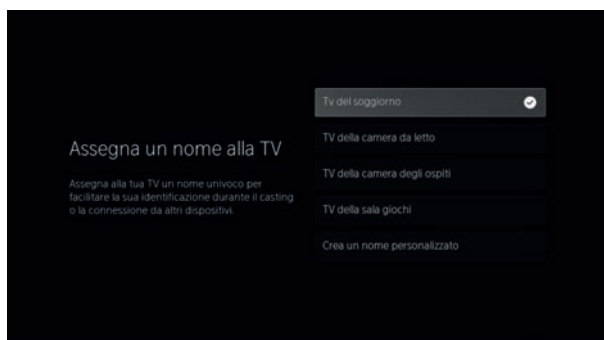 Assegna un nome alla TV
Assegna alla tua TV un nome univoco per
facilitare la sua identificazione durante il casting
o la connessione da altri dispositivi.
Tv del soggiorno
TV della camera da letto
TV della camera degli ospiti
TV della sala giochi
Crea un nome personalizzato